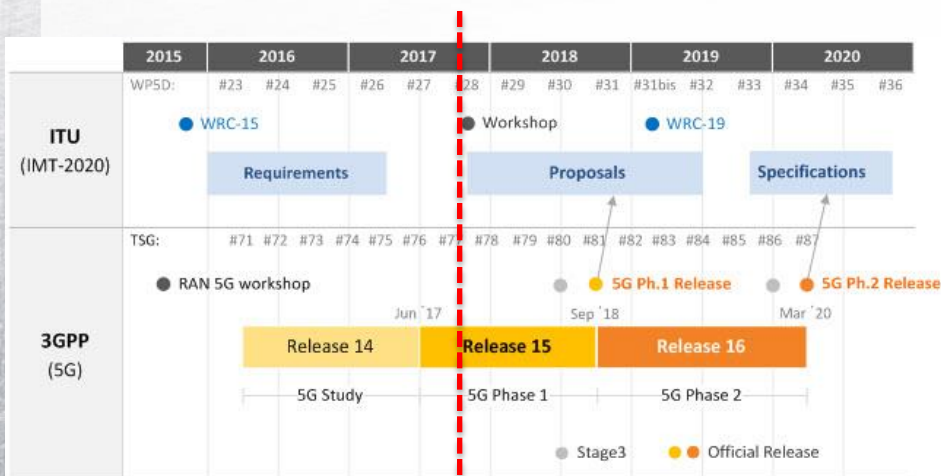 2015 2016 2017 2018 2019 2020
WP5D: #23 #24 #25 #26 #27 #28 #29 #30 #31 #31bis #32 #33 #34 #35 #36
WRC-15 Workshop WRC-19
ITU
(IMT-2020)
Requirements Proposals Specifications
TSG: #71 #72 #73 #74 #75 #76 #77 #78 #79 #80 #81 #82 #83 #84 #85 #86 #87
RAN 5G workshop 5G Ph.1 Release 5G Ph.2 Release
Jun '17 Sep '18 Mar '20
3GPP
(5G)
Release 14 Release 15 Release 16
5G Study 5G Phase 1 5G Phase 2
Stage3 Official Release